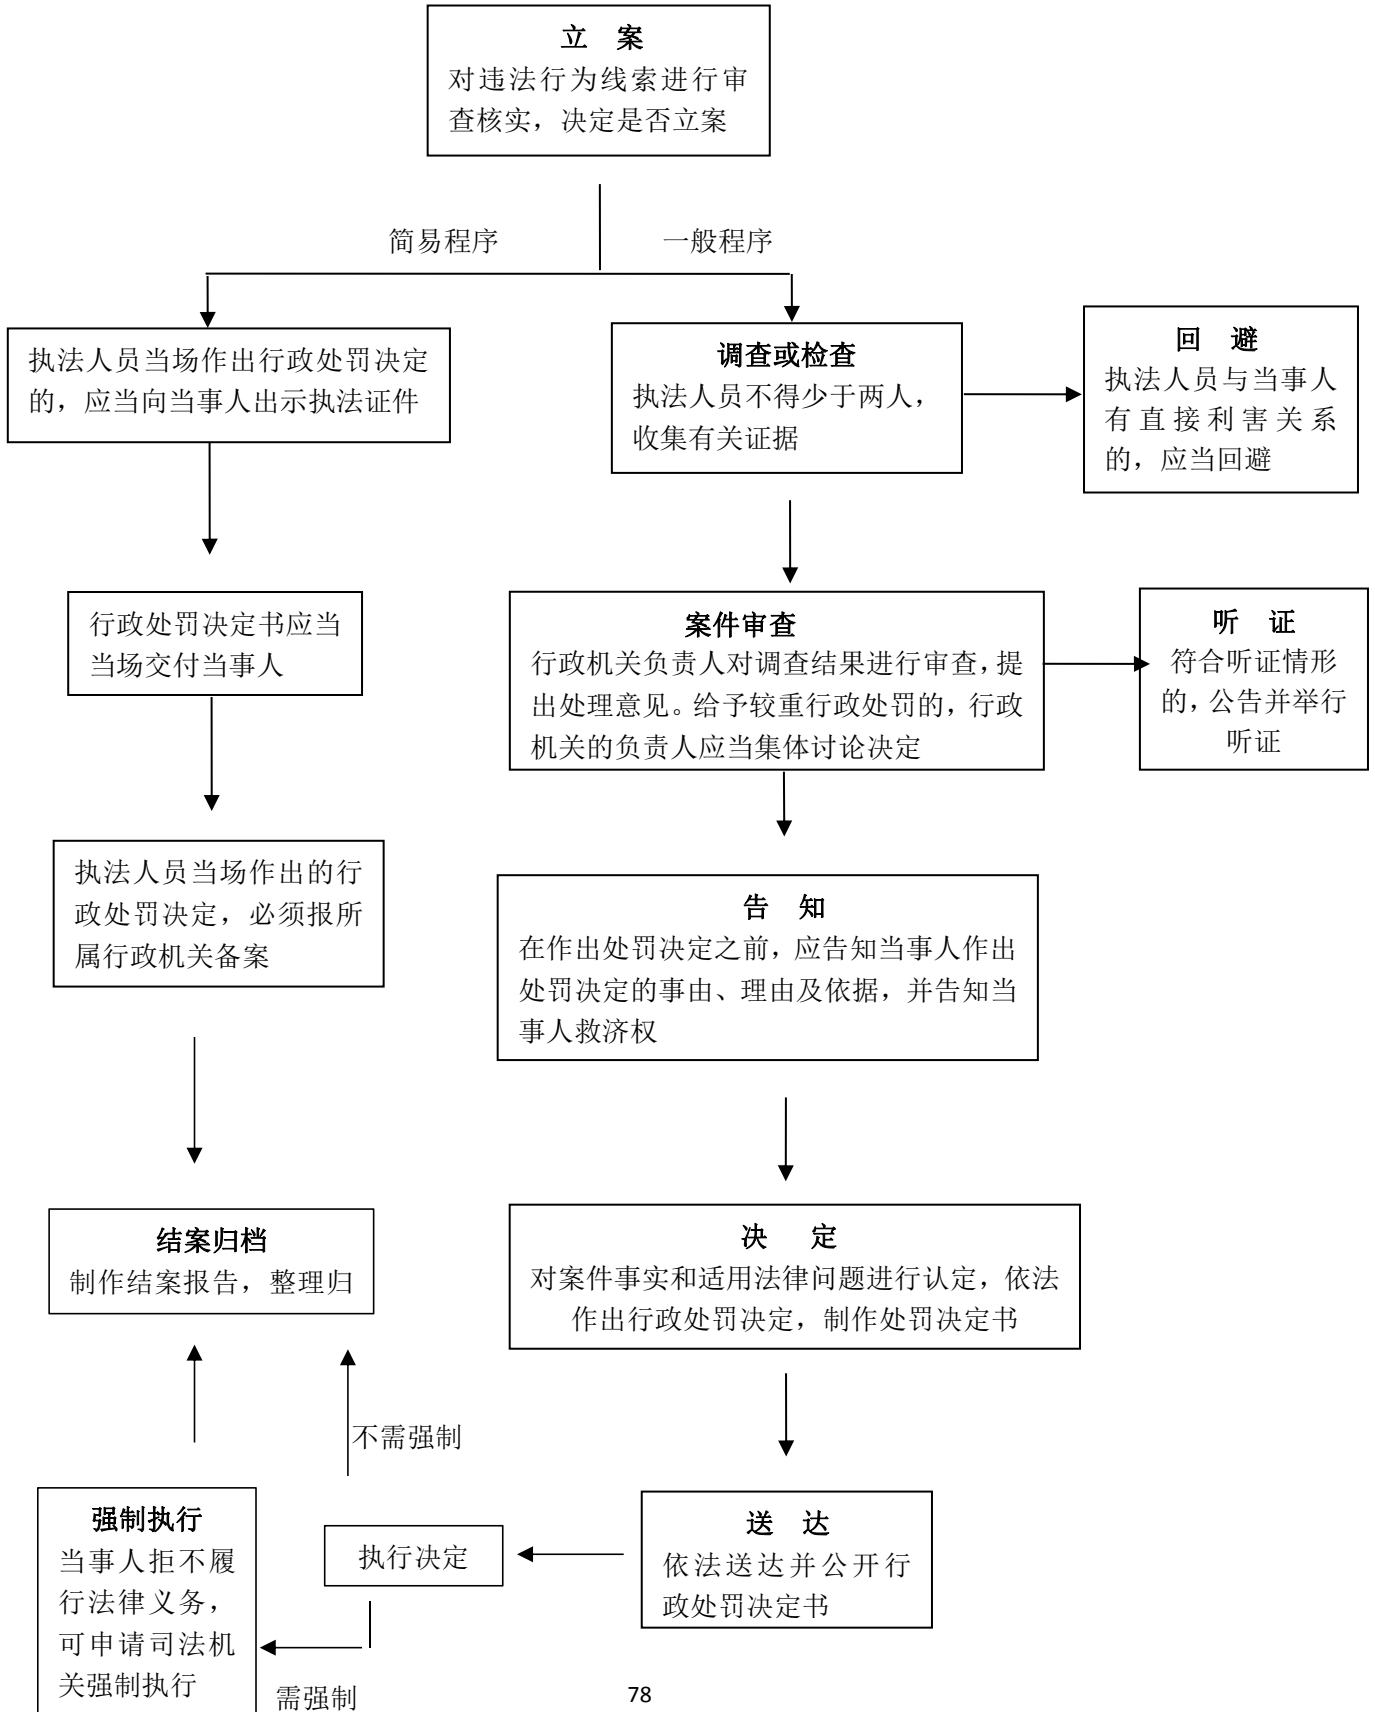 立 案
对违法行为线索进行审
查核实，决定是否立案
简易程序
一般程序
执法人员当场作出行政处罚决定
的，应当向当事人出示执法证件
调查或检查
执法人员不得少于两人，
收集有关证据
回 避
执法人员与当事人
有直接利害关系
的，应当回避
行政处罚决定书应当
当场交付当事人
案件审查
行政机关负责人对调查结果进行审查，提
出处理意见。给予较重行政处罚的，行政
机关的负责人应当集体讨论决定
听 证
符合听证情形
的，公告并举行
听证
执法人员当场作出的行
政处罚决定，必须报所
属行政机关备案
告 知
在作出处罚决定之前，应告知当事人作出
处罚决定的事由、理由及依据，并告知当
事人救济权
结案归档
制作结案报告，整理归
决 定
对案件事实和适用法律问题进行认定，依法
作出行政处罚决定，制作处罚决定书
不需强制
强制执行
当事人拒不履
行法律义务，
可申请司法机
关强制执行
执行决定
送 达
依法送达并公开行
政处罚决定书
需强制
78